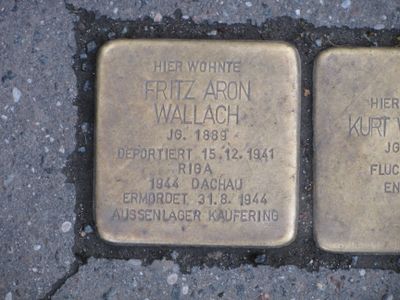 HIER WOHNTE
FRITZ ARON
WALLACH
JG. 1889
DEPORTIERT 15.12.1941
RIGA
1944 DACHAU
ERMORDET 31.8.1944
AUSSENLAGER KAUFERING
HIER
KURT W
JG
FLUC
EN